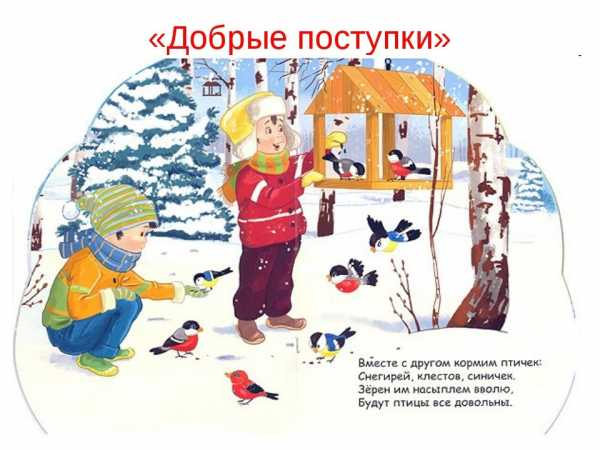 «Добрые поступки»
Вместе с другом кормим птичек:
Снегирей, клестов, синичек.
Зёрен им насыплем вволю,
Будут птицы все довольны.